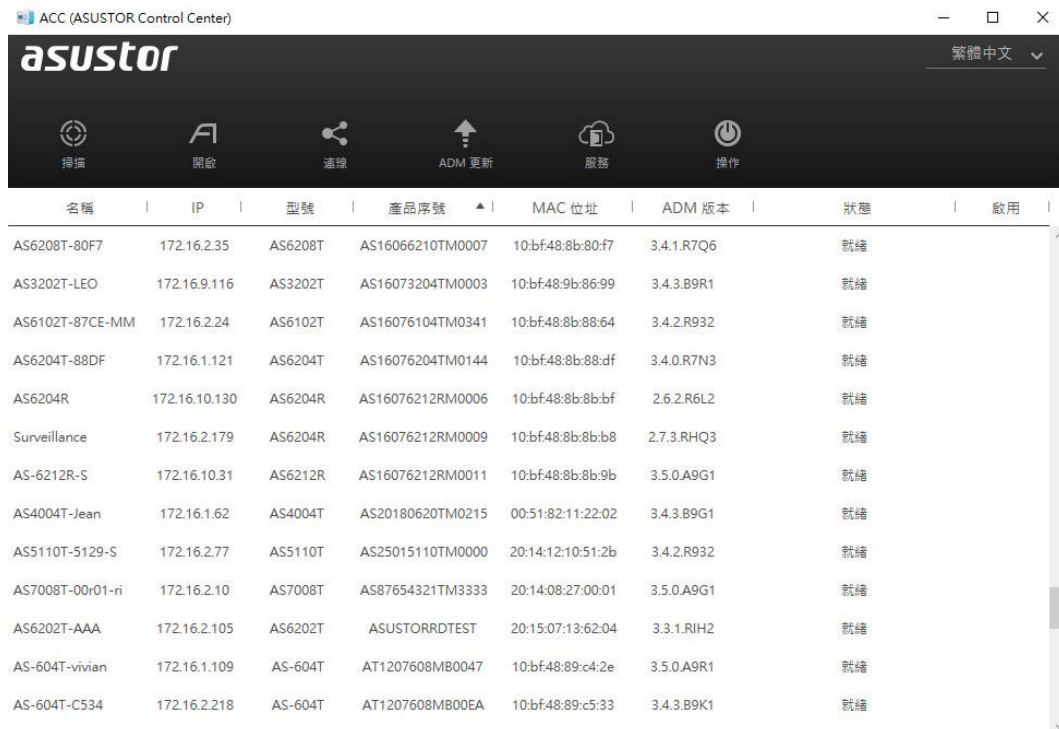 ACC (ASUSTOR Control Center)
asustor
繁體中文
掃描 開啟 連線 ADM 更新 服務 操作
名稱 IP 型號 產品序號 MAC 位址 ADM 版本 狀態 啟用
AS6208T-80F7 172.16.2.35 AS6208T AS16066210TM0007 10:bf:48:8b:80:f7 3.4.1.R7Q6 就緒
AS3202T-LEO 172.16.9.116 AS3202T AS16073204TM0003 10:bf:48:9b:86:99 3.4.3.B9R1 就緒
AS6102T-87CE-MM 172.16.2.24 AS6102T AS16076104TM0341 10:bf:48:8b:88:64 3.4.2.R932 就緒
AS6204T-88DF 172.16.1.121 AS6204T AS16076204TM0144 10:bf:48:8b:88:df 3.4.0.R7N3 就緒
AS6204R 172.16.10.130 AS6204R AS16076212RM0006 10:bf:48:8b:8b:bf 2.6.2.R6L2 就緒
Surveillance 172.16.2.179 AS6204R AS16076212RM0009 10:bf:48:8b:8b:b8 2.7.3.RHQ3 就緒
AS-6212R-S 172.16.10.31 AS6212R AS16076212RM0011 10:bf:48:8b:8b:9b 3.5.0.A9G1 就緒
AS4004T-Jean 172.16.1.62 AS4004T AS20180620TM0215 00:51:82:11:22:02 3.4.3.B9G1 就緒
AS5110T-5129-S 172.16.2.77 AS5110T AS25015110TM0000 20:14:12:10:51:2b 3.4.2.R932 就緒
AS7008T-00r01-ri 172.16.2.10 AS7008T AS87654321TM3333 20:14:08:27:00:01 3.5.0.A9G1 就緒
AS6202T-AAA 172.16.2.105 AS6202T ASUSTORRDTEST 20:15:07:13:62:04 3.3.1.RIH2 就緒
AS-604T-vivian 172.16.1.109 AS-604T AT1207608MB0047 10:bf:48:89:c4:2e 3.5.0.A9R1 就緒
AS-604T-C534 172.16.2.218 AS-604T AT1207608MB00EA 10:bf:48:89:c5:33 3.4.3.B9K1 就緒